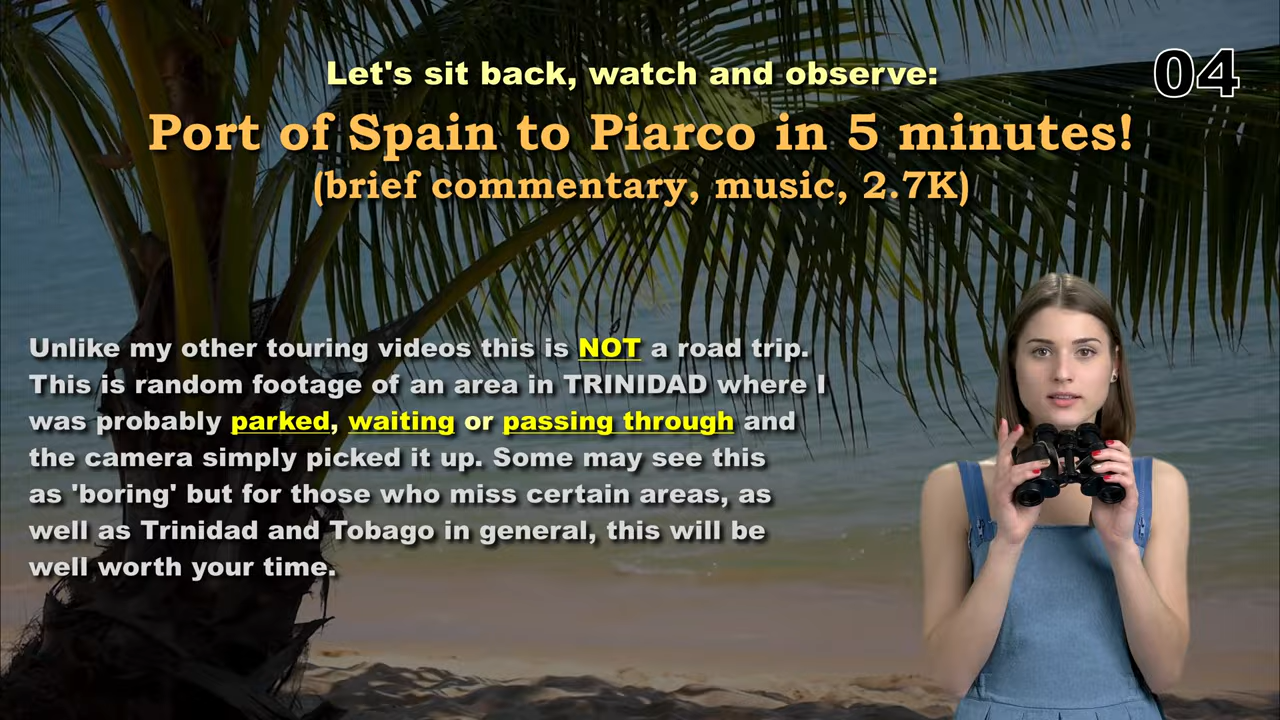 Let's sit back, watch and observe:
04
Port of Spain to Piarco in 5 minutes!
(brief commentary, music, 2.7K)
Unlike my other touring videos this is NOT a road trip.
This is random footage of an area in TRINIDAD where I
was probably parked, waiting or passing through and
the camera simply picked it up. Some may see this
as 'boring' but for those who miss certain areas, as
well as Trinidad and Tobago in general, this will be
well worth your time.